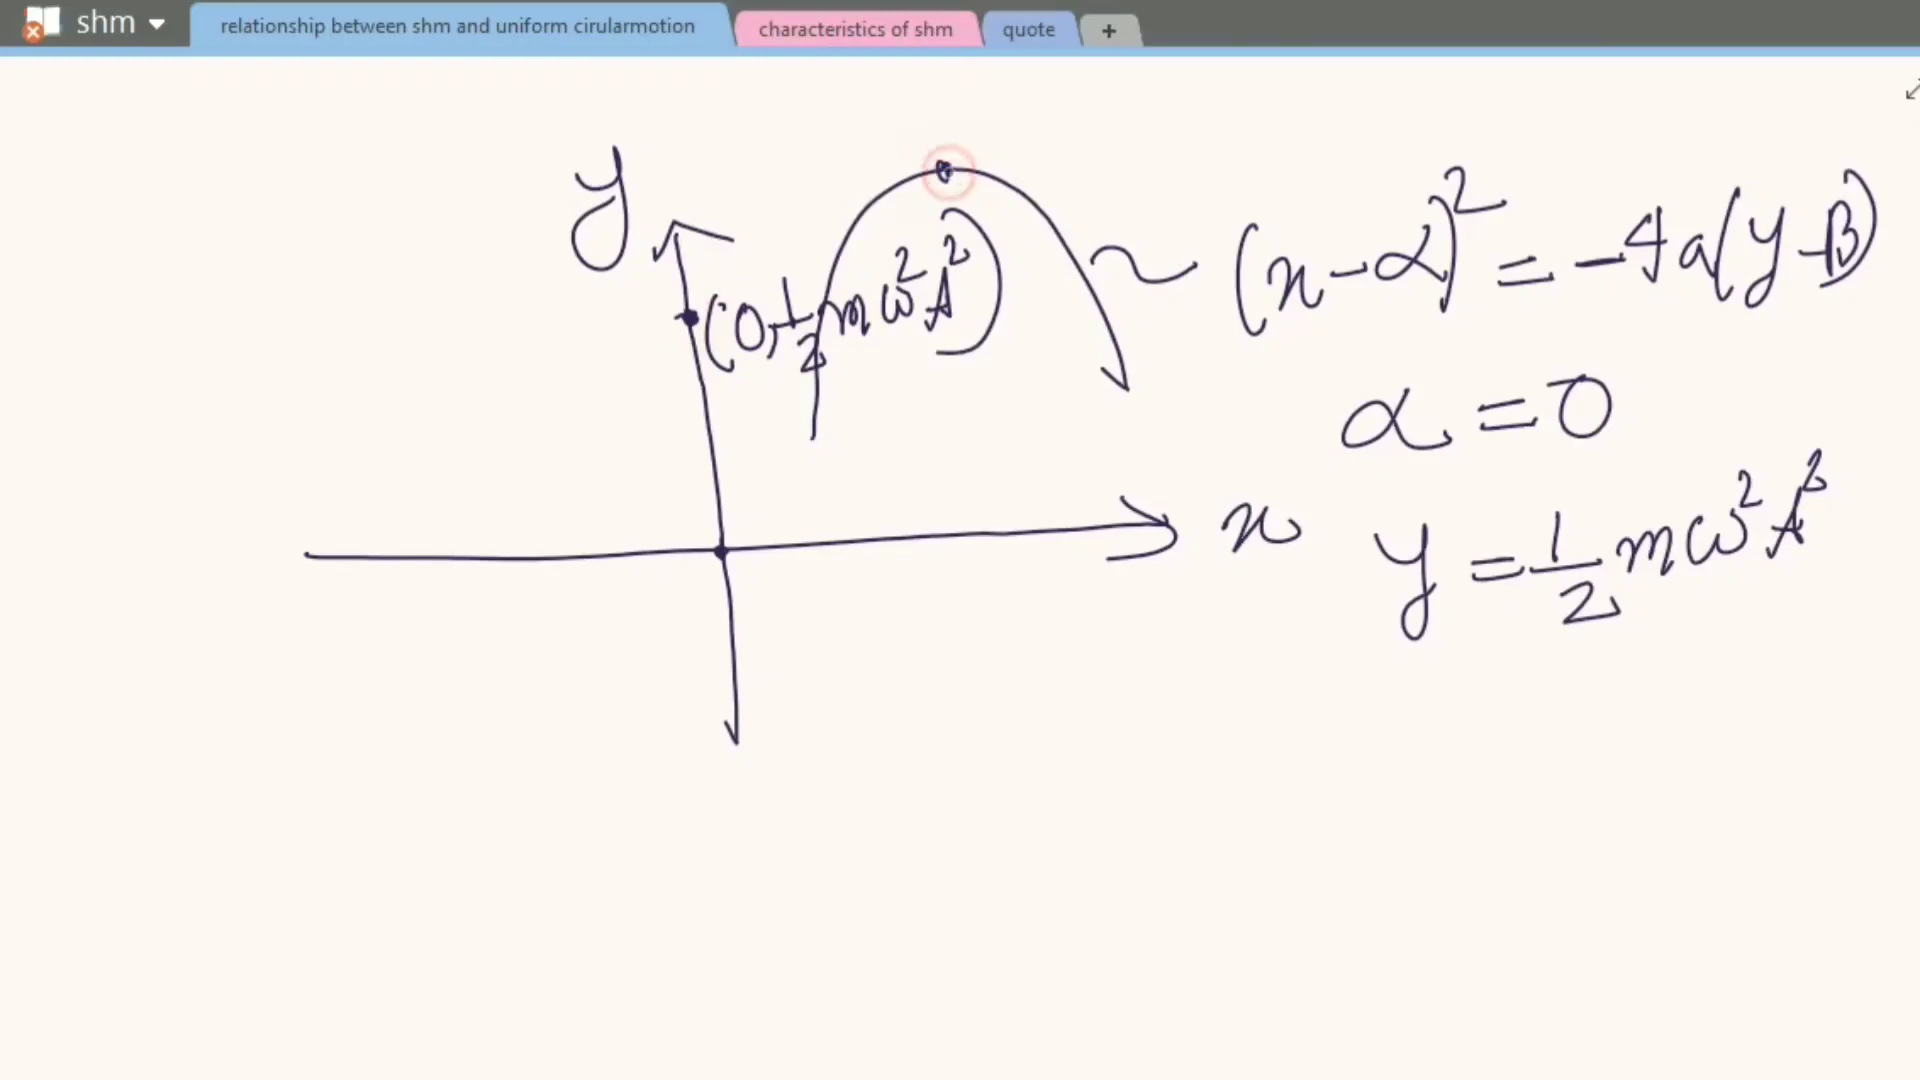 shm
relationship between shm and uniform cirularmotion
characteristics of shm
quote
+
y
(0, 1/2 mω²A²)
(x-α)² = -4a(y-β)
α = 0
x
y = 1/2 mω²A²